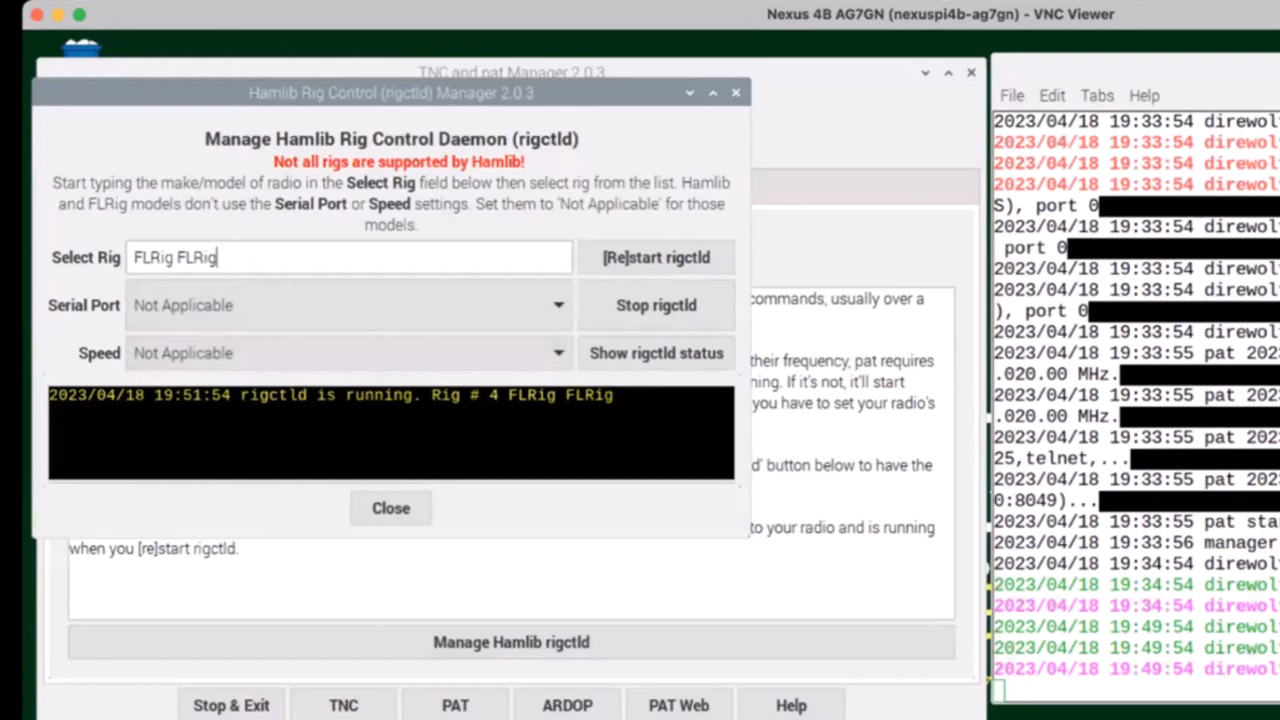 Nexus 4B AG7GN (nexuspi4b-ag7gn) - VNC Viewer
TNC and pat Manager 2.0.3
Hamlib Rig Control (rigctld) Manager 2.0.3
Manage Hamlib Rig Control Daemon (rigctld)
Not all rigs are supported by Hamlib!
Start typing the make/model of radio in the Select Rig field below then select rig from the list. Hamlib
and FLRig models don't use the Serial Port or Speed settings. Set them to 'Not Applicable' for those
models.
Select Rig FLRig FLRig [Re]start rigctld
Serial Port Not Applicable Stop rigctld
Speed Not Applicable Show rigctld status
2023/04/18 19:51:54 rigctld is running. Rig # 4 FLRig FLRig
Close
commands, usually over a
their frequency, pat requires
ning. If it's not, it'll start
you have to set your radio's
d' button below to have the
to your radio and is running
when you [re]start rigctld.
Manage Hamlib rigctld
Stop & Exit TNC PAT ARDOP PAT Web Help
File Edit Tabs Help
2023/04/18 19:33:54 direwol
2023/04/18 19:33:54 direwol
2023/04/18 19:33:54 direwol
2023/04/18 19:33:54 direwol
S), port 0
2023/04/18 19:33:54 direwol
port 0
2023/04/18 19:33:54 direwol
2023/04/18 19:33:54 direwol
), port 0
2023/04/18 19:33:54 direwol
2023/04/18 19:33:55 pat 202
.020.00 MHz.
2023/04/18 19:33:55 pat 202
.020.00 MHz.
2023/04/18 19:33:55 pat 202
25,telnet,...
2023/04/18 19:33:55 pat 202
0:8049)...
2023/04/18 19:33:55 pat sta
2023/04/18 19:33:56 manager
2023/04/18 19:34:54 direwol
2023/04/18 19:34:54 direwol
2023/04/18 19:34:54 direwol
2023/04/18 19:49:54 direwol
2023/04/18 19:49:54 direwol
2023/04/18 19:49:54 direwol